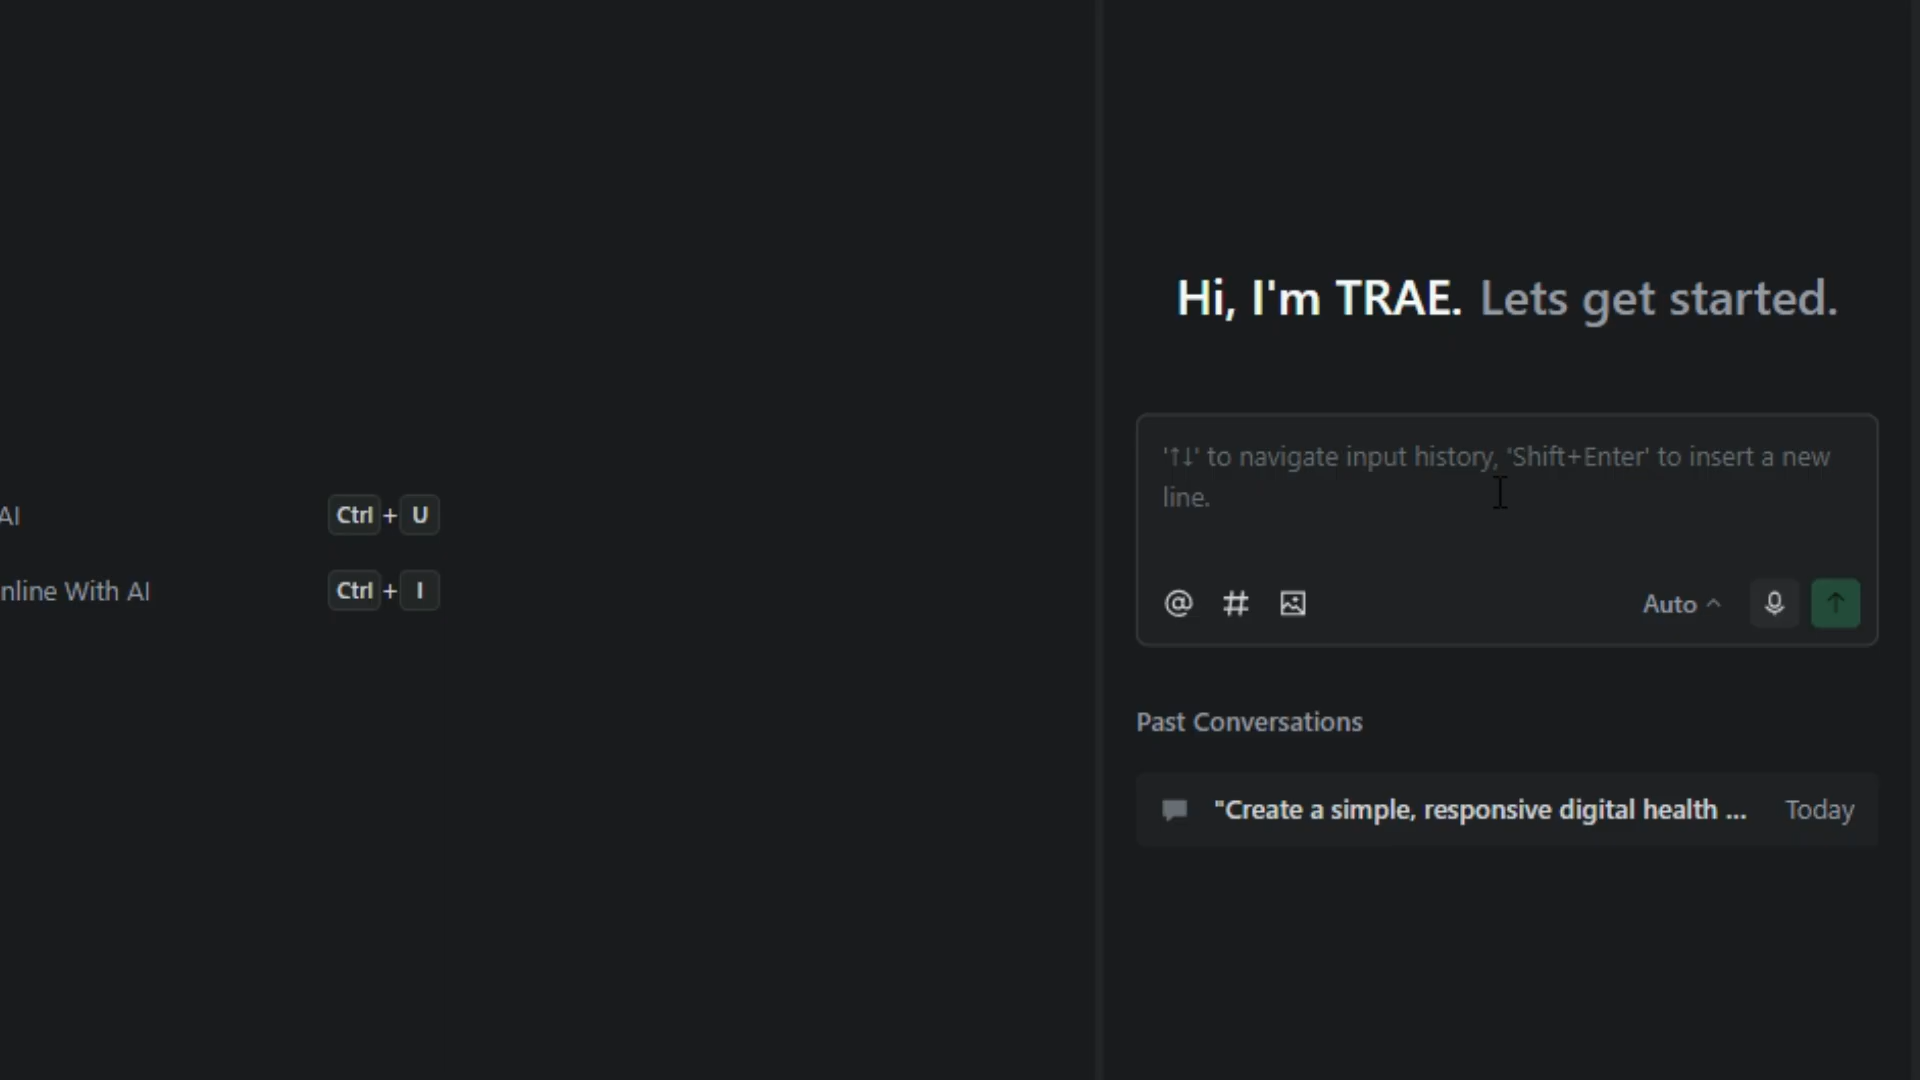 AI Ctrl + U
nline With AI Ctrl + I
Hi, I'm TRAE. Lets get started.
'↑↓' to navigate input history, 'Shift+Enter' to insert a new
line.
@ # Auto
Past Conversations
"Create a simple, responsive digital health ... Today